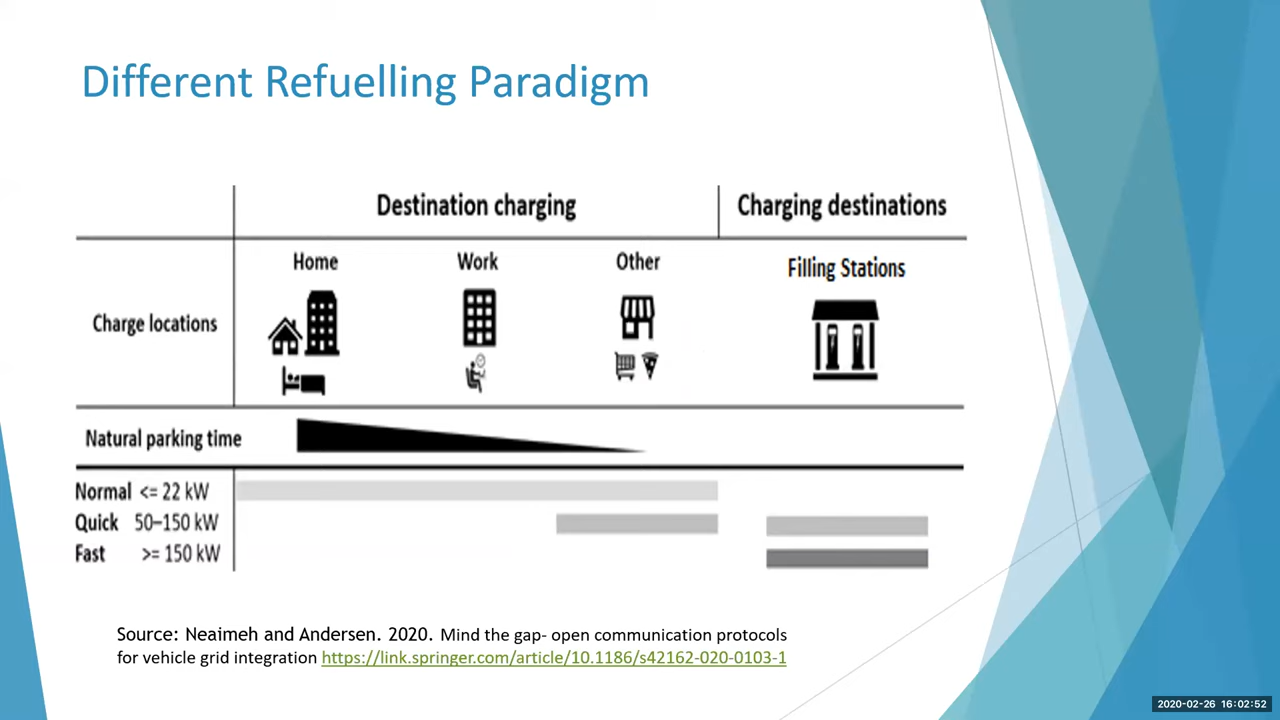 Different Refuelling Paradigm
Destination charging
Charging destinations
Home
Work
Other
Filling Stations
Charge locations
Natural parking time
Normal <= 22 kW
Quick 50–150 kW
Fast >= 150 kW
Source: Neaimeh and Andersen. 2020. Mind the gap- open communication protocols
for vehicle grid integration https://link.springer.com/article/10.1186/s42162-020-0103-1
2020-02-26 16:02:52